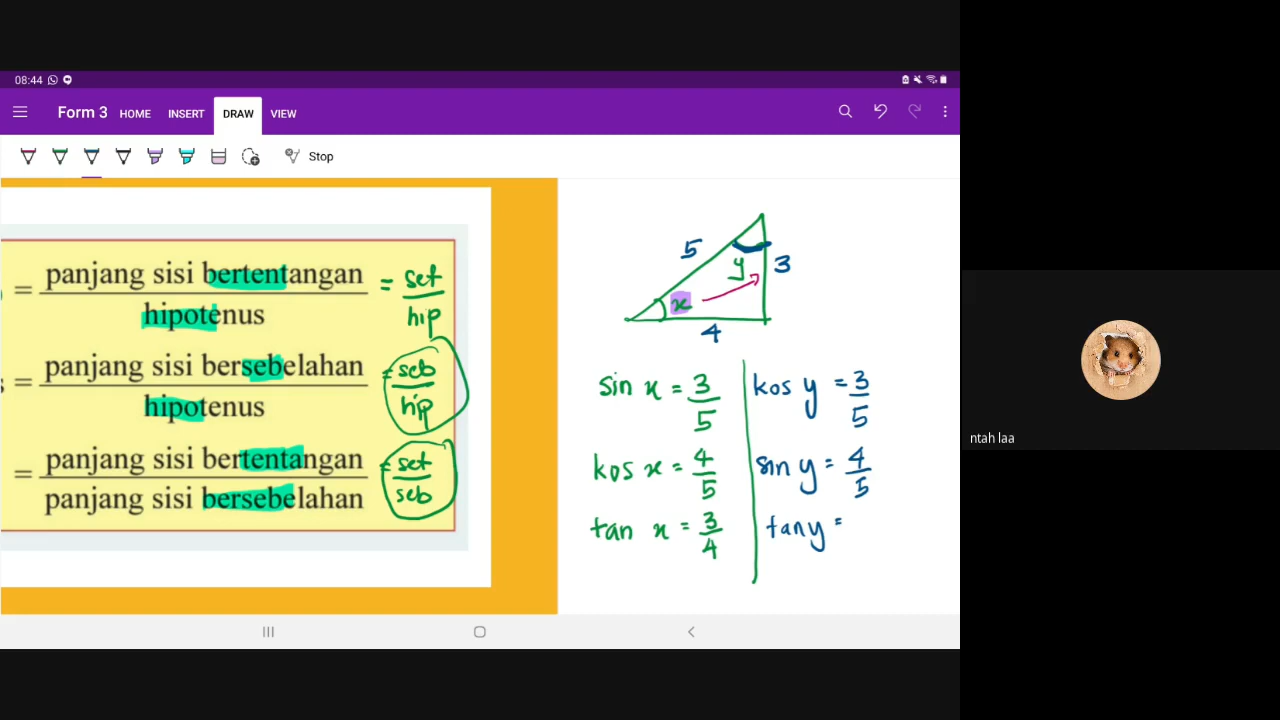 08:44
Form 3 HOME INSERT DRAW VIEW
Stop
= panjang sisi bertentangan = set
hipotenus hip
= panjang sisi bersebelahan = seb
hipotenus hip
= panjang sisi bertentangan = set
panjang sisi bersebelahan seb
5
y
3
x
4
sin x = 3
5
kos x = 4
5
tan x = 3
4
kos y = 3
5
sin y = 4
5
tan y =
ntah laa